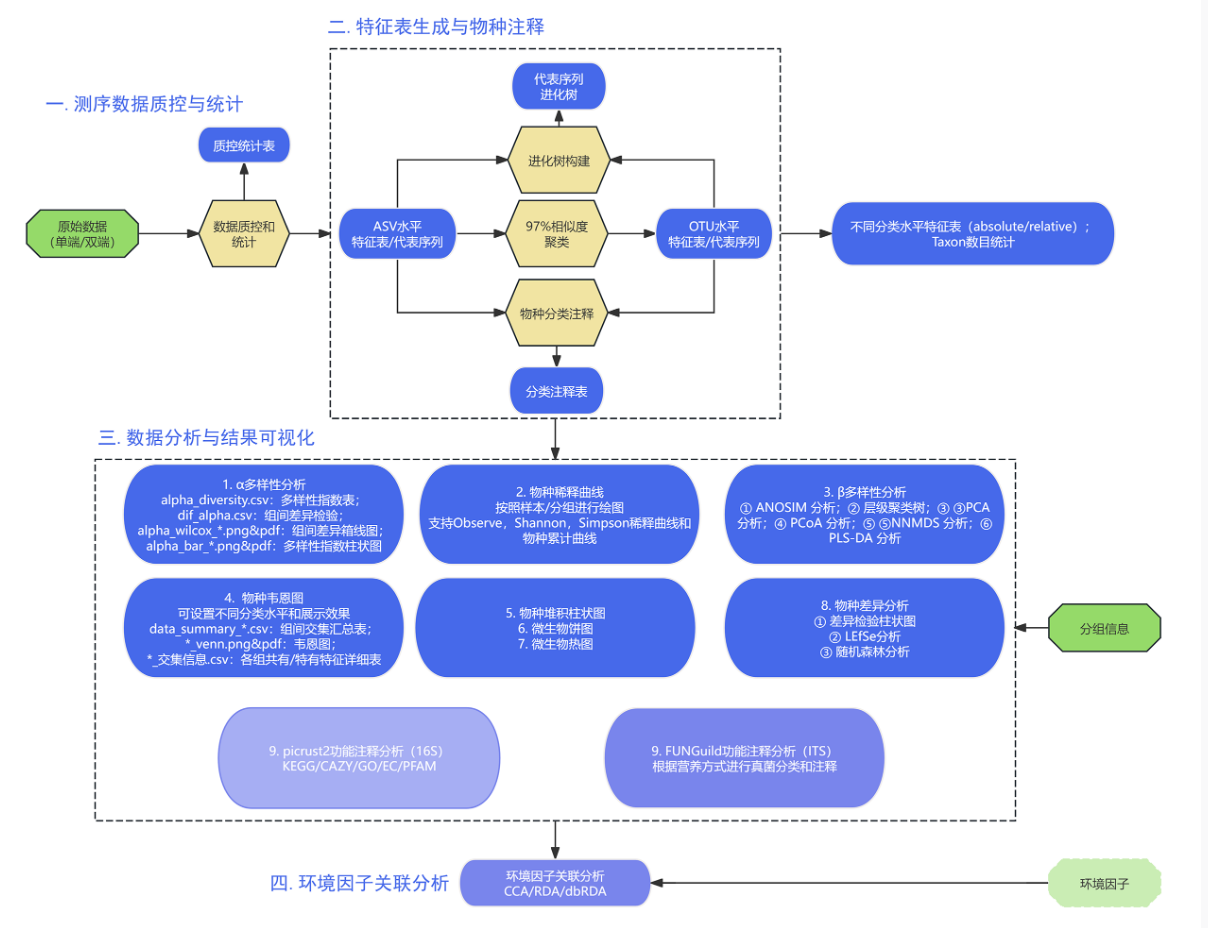 二. 特征表生成与物种注释
代表序列
进化树
一. 测序数据质控与统计
质控统计表
进化树构建
原始数据
（单端/双端）
数据质控和
统计
ASV水平
特征表/代表序列
97%相似度
聚类
OTU水平
特征表/代表序列
不同分类水平特征表（absolute/relative）;
Taxon数目统计
物种分类注释
分类注释表
三. 数据分析与结果可视化
1. α多样性分析
alpha_diversity.csv：多样性指数表；
dif_alpha.csv：组间差异检验；
alpha_wilcox_*.png&pdf：组间差异箱线图；
alpha_bar_*.png&pdf：多样性指数柱状图
2. 物种稀释曲线
按照样本/分组进行绘图
支持Observe，Shannon，Simpson稀释曲线和
物种累计曲线
3. β多样性分析
① ANOSIM 分析；② 层级聚类树；③ ③PCA
分析；④ PCoA 分析；⑤ ⑤NNMDS 分析；⑥
PLS-DA 分析
4. 物种韦恩图
可设置不同分类水平和展示效果
data_summary_*.csv：组间交集汇总表；
*_venn.png&pdf：韦恩图；
*_交集信息.csv：各组共有/特有特征详细表
5. 物种堆积柱状图
6. 微生物饼图
7. 微生物热图
8. 物种差异分析
① 差异检验柱状图
② LEfSe分析
③ 随机森林分析
分组信息
9. picrust2功能注释分析（16S）
KEGG/CAZY/GO/EC/PFAM
9. FUNGuild功能注释分析（ITS）
根据营养方式进行真菌分类和注释
四. 环境因子关联分析
环境因子关联分析
CCA/RDA/dbRDA
环境因子